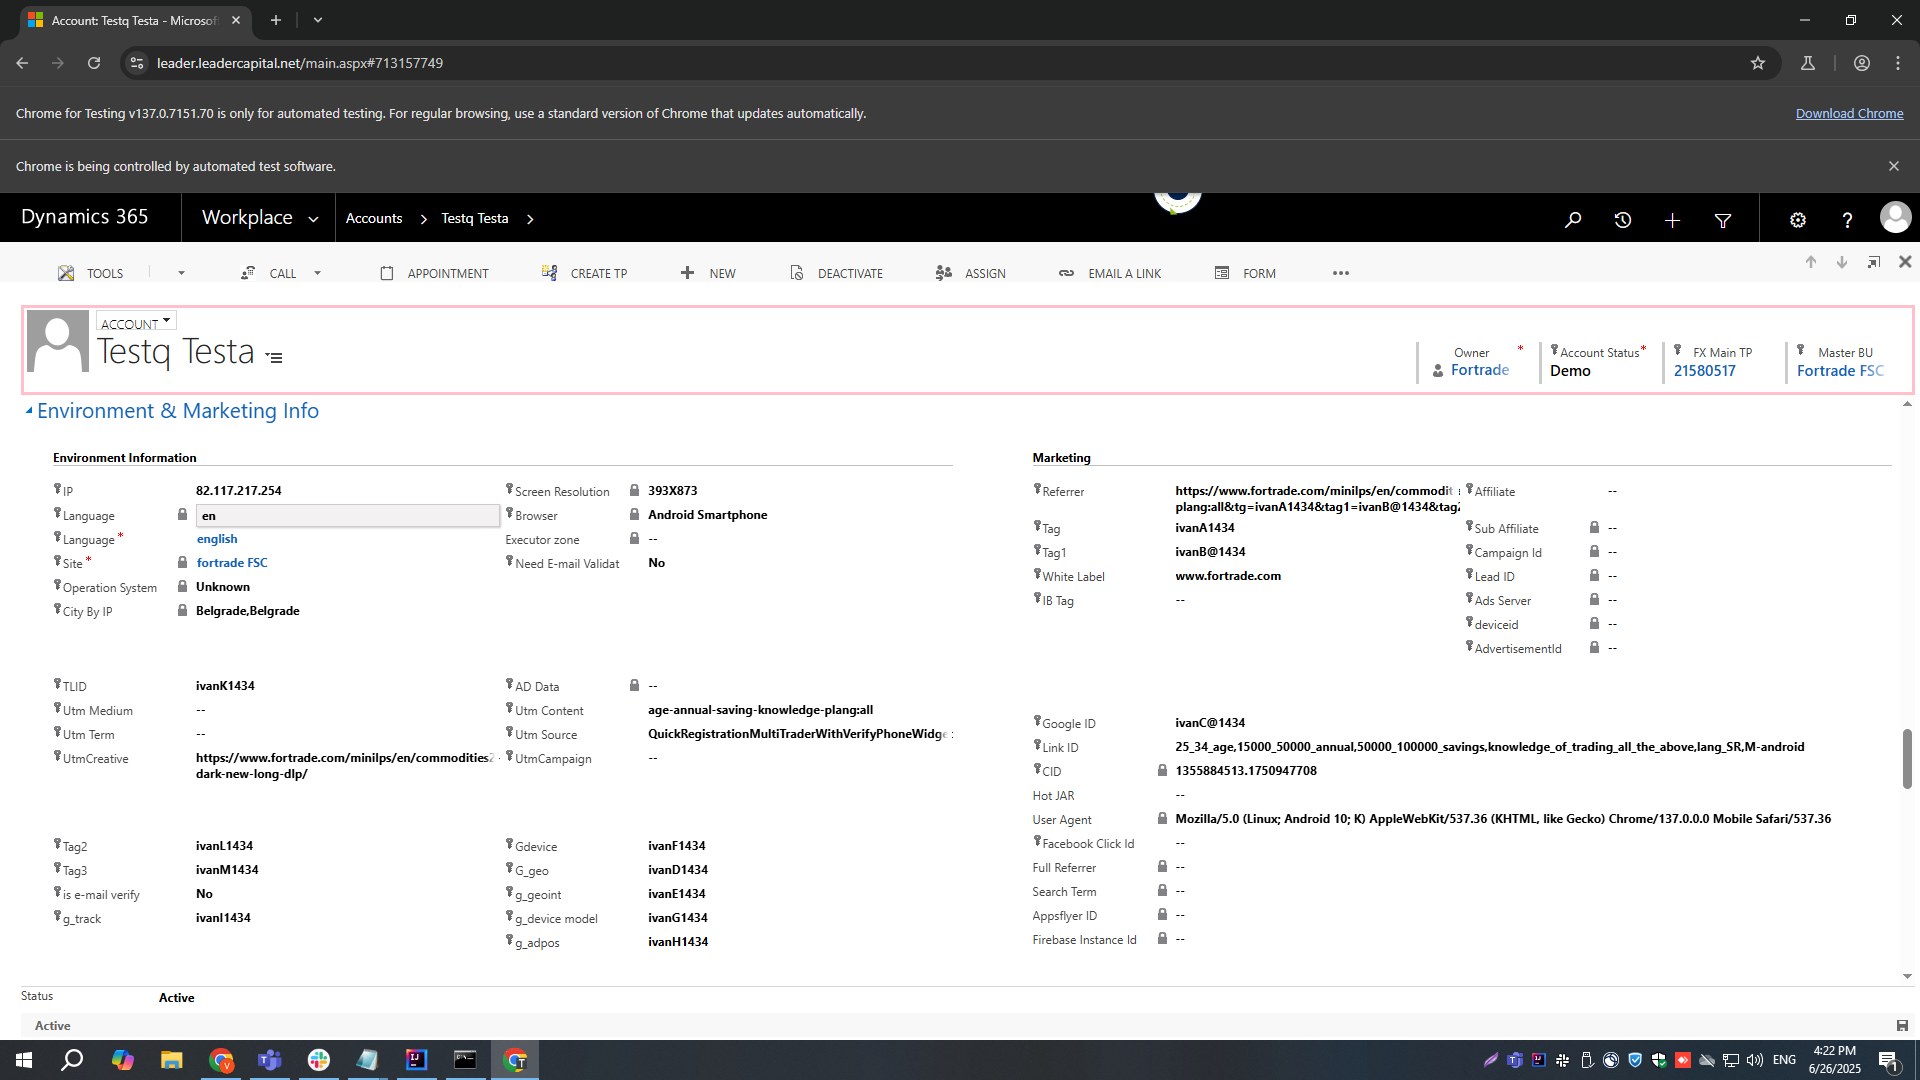 Account: Testq Testa - Microsof
leader.leadercapital.net/main.aspx#713157749
Chrome for Testing v137.0.7151.70 is only for automated testing. For regular browsing, use a standard version of Chrome that updates automatically.
Download Chrome
Chrome is being controlled by automated test software.
Dynamics 365
Workplace
Accounts
Testq Testa
TOOLS
CALL
APPOINTMENT
CREATE TP
NEW
DEACTIVATE
ASSIGN
EMAIL A LINK
FORM
ACCOUNT
Testq Testa
Owner *
Fortrade
Account Status *
Demo
FX Main TP
21580517
Master BU
Fortrade FSC
Environment & Marketing Info
Environment Information
IP 82.117.217.254
Language en
Language * english
Site * fortrade FSC
Operation System Unknown
City By IP Belgrade,Belgrade
Screen Resolution 393X873
Browser Android Smartphone
Executor zone --
Need E-mail Validat No
TLID ivanK1434
Utm Medium --
Utm Term --
UtmCreative https://www.fortrade.com/minilps/en/commodities2
dark-new-long-dlp/
AD Data --
Utm Content age-annual-saving-knowledge-plang:all
Utm Source QuickRegistrationMultiTraderWithVerifyPhoneWidge
UtmCampaign --
Tag2 ivanL1434
Tag3 ivanM1434
is e-mail verify No
g_track ivanI1434
Gdevice ivanF1434
G_geo ivanD1434
g_geoint ivanE1434
g_device model ivanG1434
g_adpos ivanH1434
Marketing
Referrer https://www.fortrade.com/minilps/en/commodit
plang:all&tg=ivanA1434&tag1=ivanB@1434&tag2
Tag ivanA1434
Tag1 ivanB@1434
White Label www.fortrade.com
IB Tag --
Affiliate --
Sub Affiliate --
Campaign Id --
Lead ID --
Ads Server --
deviceid --
AdvertisementId --
Google ID ivanC@1434
Link ID 25_34_age,15000_50000_annual,50000_100000_savings,knowledge_of_trading_all_the_above,lang_SR,M-android
CID 1355884513.1750947708
Hot JAR --
User Agent Mozilla/5.0 (Linux; Android 10; K) AppleWebKit/537.36 (KHTML, like Gecko) Chrome/137.0.0.0 Mobile Safari/537.36
Facebook Click Id --
Full Referrer --
Search Term --
Appsflyer ID --
Firebase Instance Id --
Status Active
Active
ENG
4:22 PM
6/26/2025
1